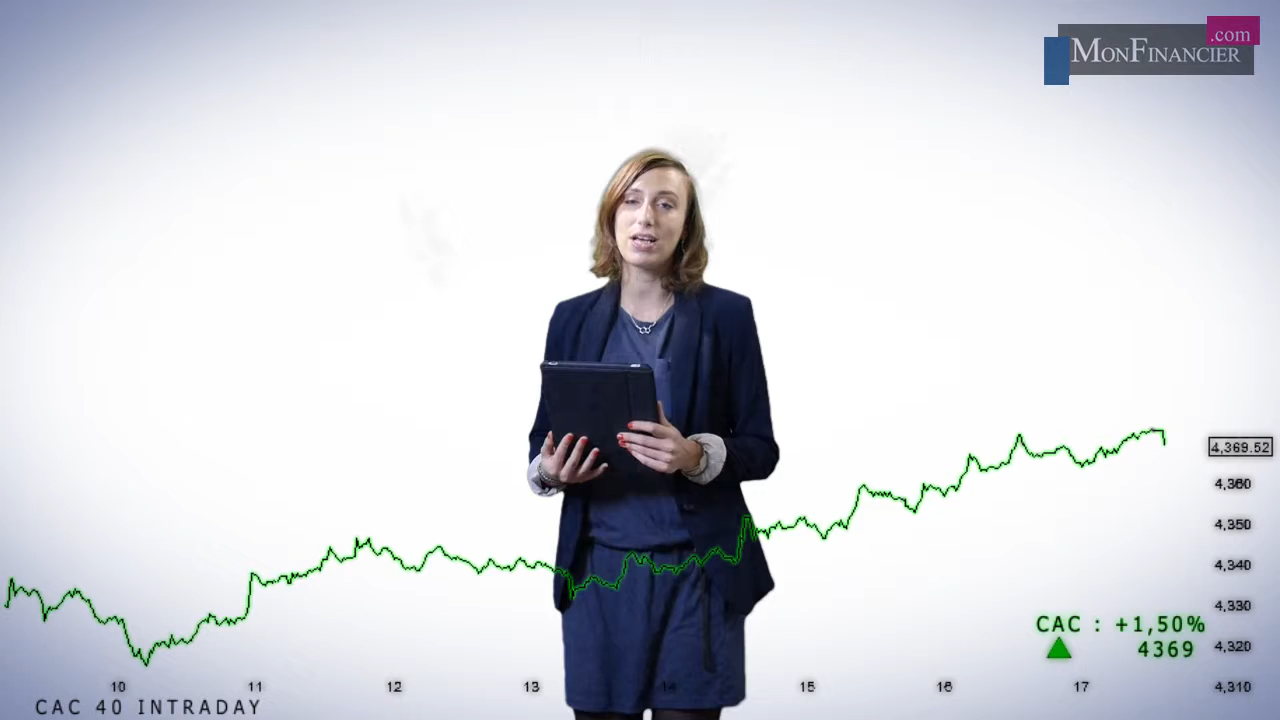 .com
MONFINANCIER
4,369.52
4,360
4,350
4,340
4,330
CAC : +1,50%
4369
4,320
10 11 12 13 14 15 16 17 4,310
CAC 40 INTRADAY